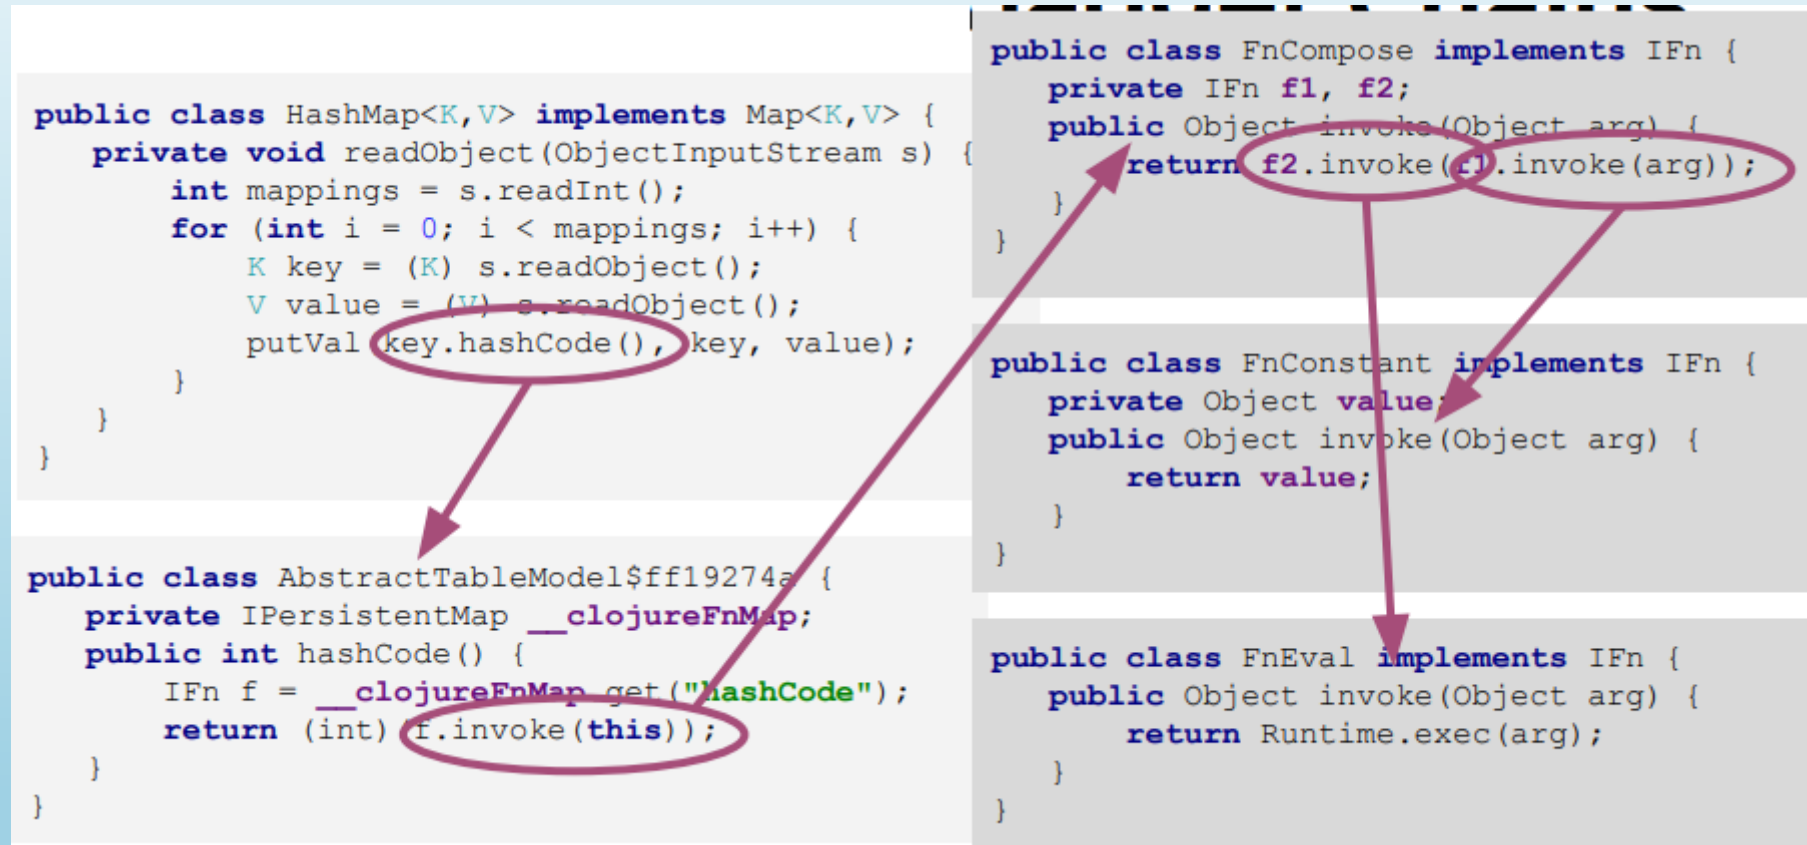 public class HashMap<K,V> implements Map<K,V> {
private void readObject(ObjectInputStream s) {
int mappings = s.readInt();
for (int i = 0; i < mappings; i++) {
K key = (K) s.readObject();
V value = (V) s.readObject();
putVal(key.hashCode(), key, value);
}
}
}
public class AbstractTableModel$ff19274a {
private IPersistentMap __clojureFnMap;
public int hashCode() {
IFn f = __clojureFnMap.get("hashCode");
return (int)(f.invoke(this));
}
}
public class FnCompose implements IFn {
private IFn f1, f2;
public Object invoke(Object arg) {
return f2.invoke(f1.invoke(arg));
}
}
public class FnConstant implements IFn {
private Object value;
public Object invoke(Object arg) {
return value;
}
}
public class FnEval implements IFn {
public Object invoke(Object arg) {
return Runtime.exec(arg);
}
}